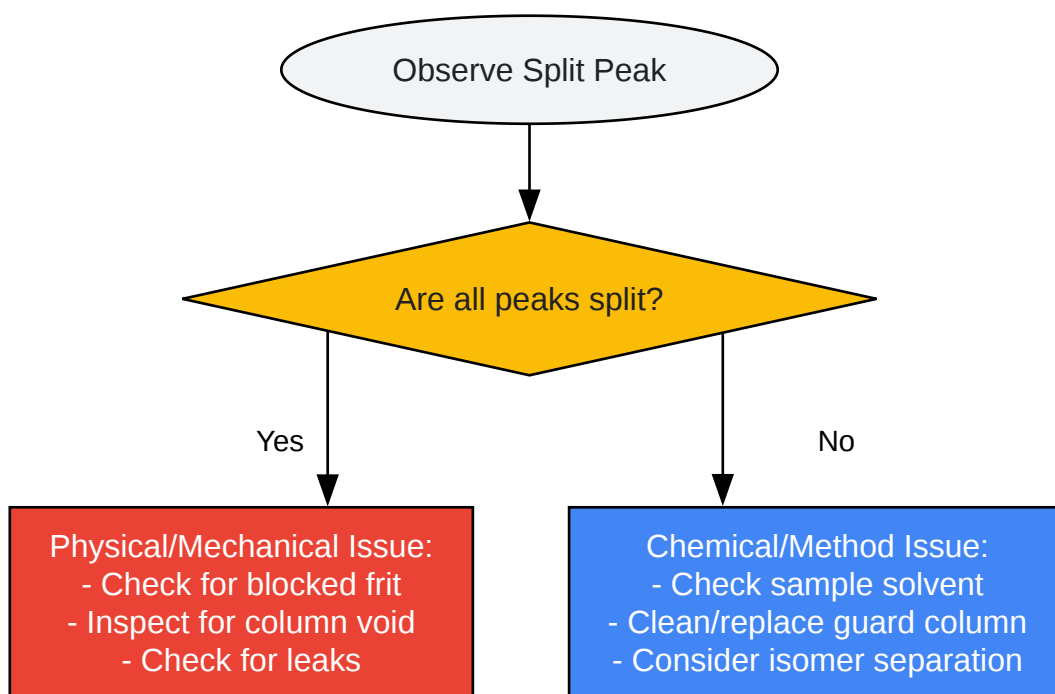 Observe Split Peak
Are all peaks split?
Yes
No
Physical/Mechanical Issue:
- Check for blocked frit
- Inspect for column void
- Check for leaks
Chemical/Method Issue:
- Check sample solvent
- Clean/replace guard column
- Consider isomer separation